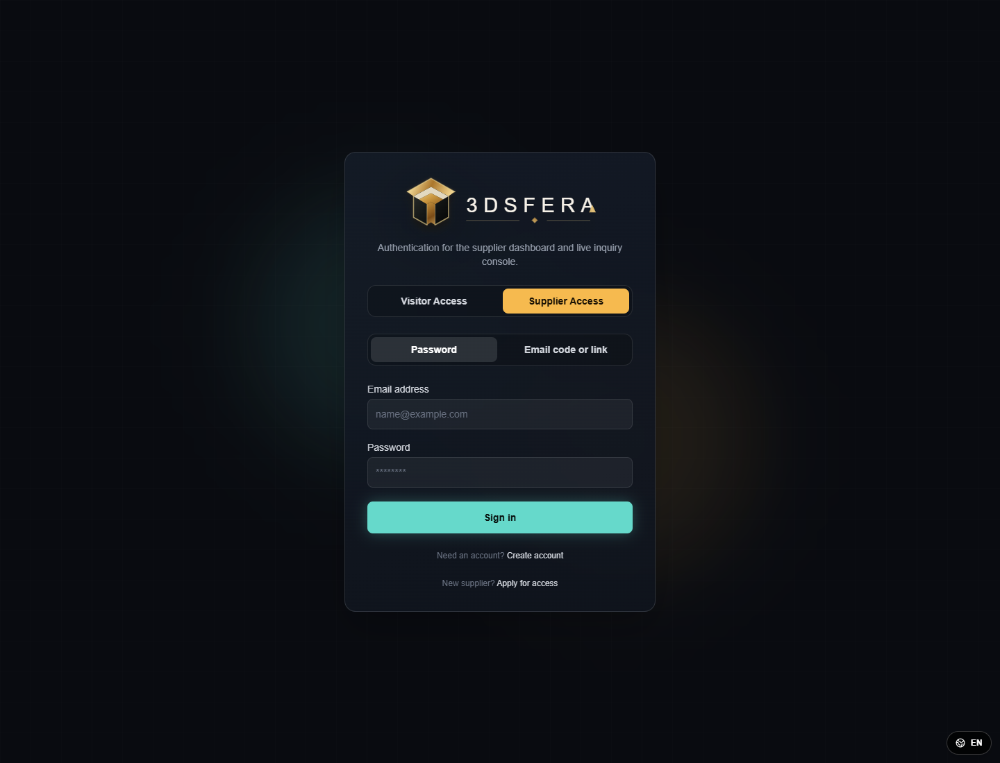 3DSFERA
Authentication for the supplier dashboard and live inquiry
console.
Visitor Access
Supplier Access
Password
Email code or link
Email address
name@example.com
Password
********
Sign in
Need an account? Create account
New supplier? Apply for access
EN